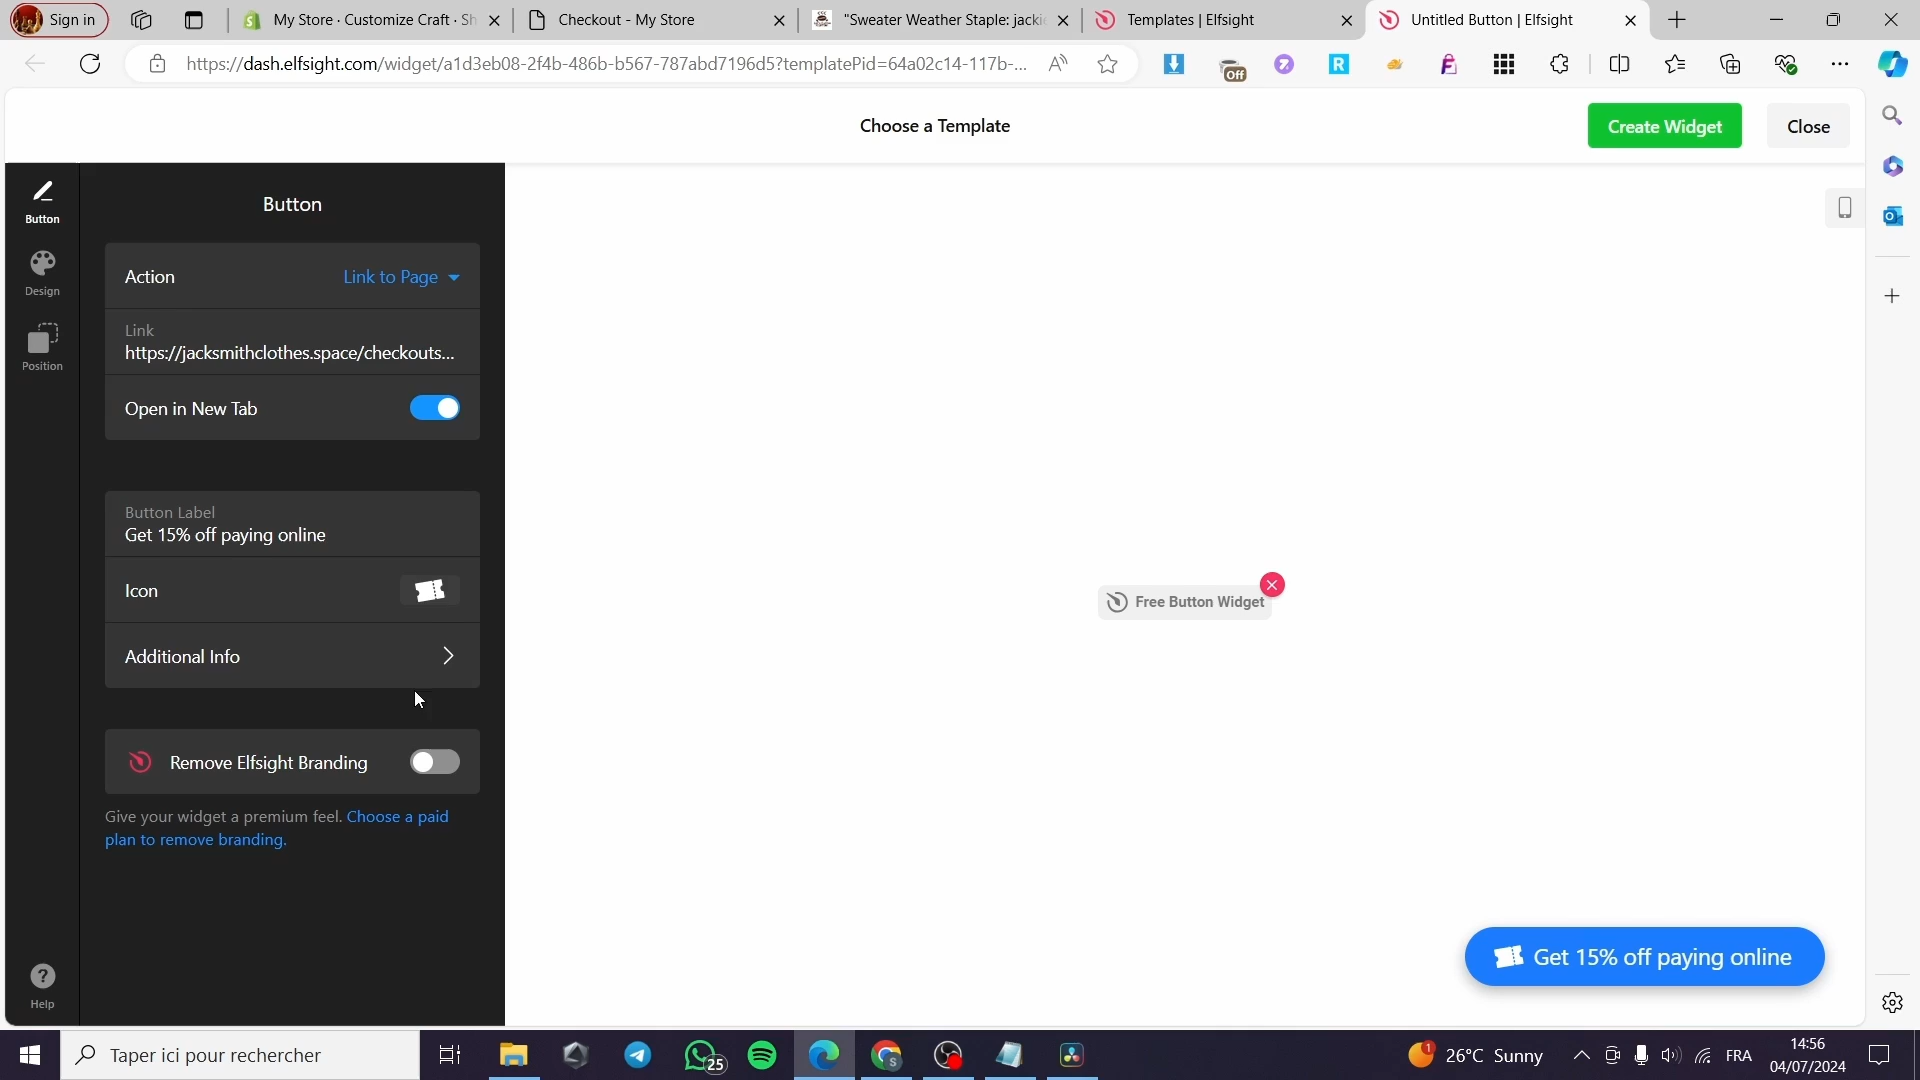 Sign in
My Store · Customize Craft · Sh
Checkout - My Store
"Sweater Weather Staple: jacki
Templates | Elfsight
Untitled Button | Elfsight
https://dash.elfsight.com/widget/a1d3eb08-2f4b-486b-b567-787abd7196d5?templatePid=64a02c14-117b-...
Off
Choose a Template
Create Widget
Close
Button
Button
Design
Position
Action
Link to Page
Link
https://jacksmithclothes.space/checkouts...
Open in New Tab
Button Label
Get 15% off paying online
Icon
Additional Info
Remove Elfsight Branding
Give your widget a premium feel. Choose a paid
plan to remove branding.
Free Button Widget
Get 15% off paying online
Help
Taper ici pour rechercher
25
1
26°C Sunny
FRA
14:56
04/07/2024